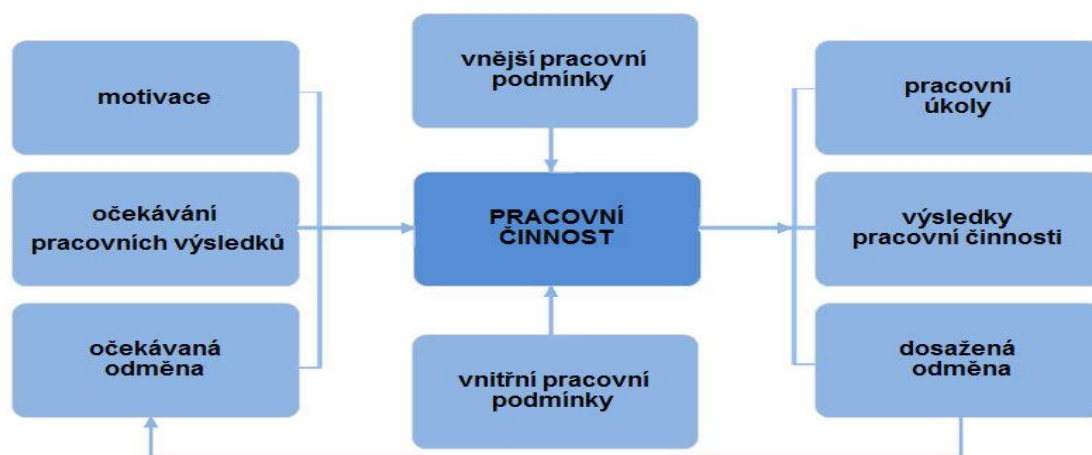 motivace
očekávání
pracovních výsledků
očekávaná
odměna
vnější pracovní
podmínky
PRACOVNÍ
ČINNOST
vnitřní pracovní
podmínky
pracovní
úkoly
výsledky
pracovní činnosti
dosažená
odměna